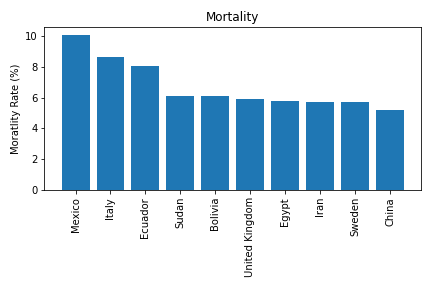 Mortality
Moratlity Rate (%)
10
8
6
4
2
0
Mexico
Italy
Ecuador
Sudan
Bolivia
United Kingdom
Egypt
Iran
Sweden
China